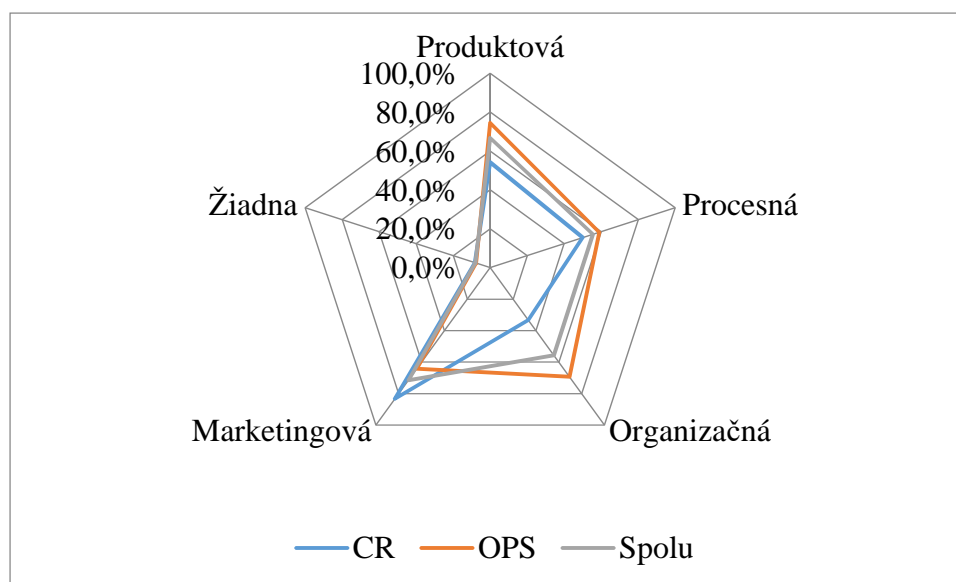 Produktová
100,0%
80,0%
60,0%
40,0%
20,0%
0,0%
Žiadna
Procesná
Marketingová
Organizačná
CR OPS Spolu